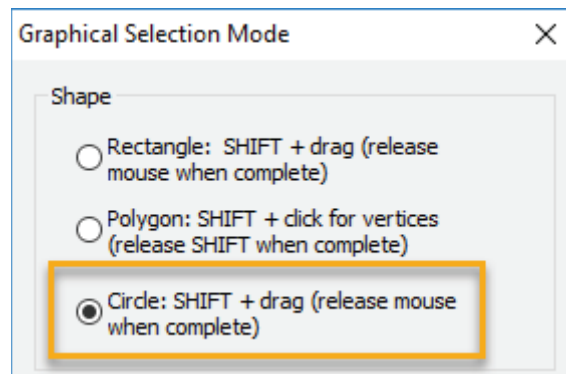 Graphical Selection Mode
Shape
Rectangle:  SHIFT + drag (release
mouse when complete)
Polygon: SHIFT + click for vertices
(release SHIFT when complete)
Circle: SHIFT + drag (release mouse
when complete)